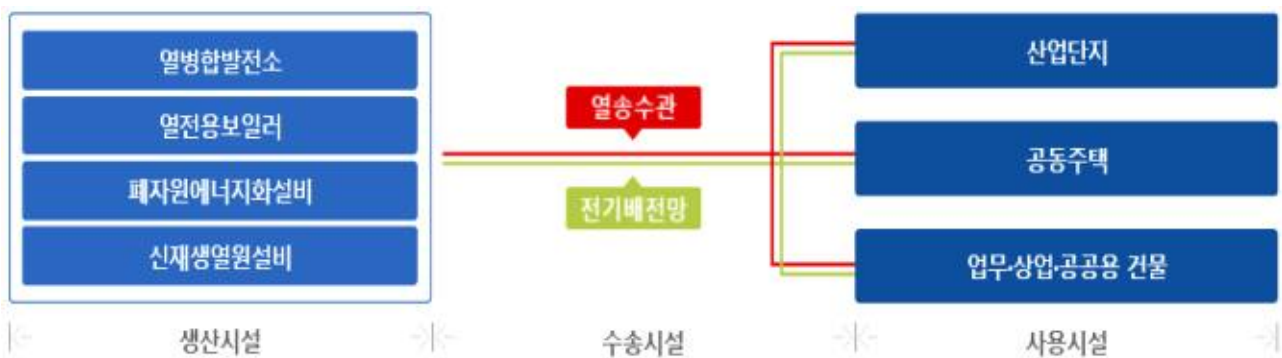 열병합발전소
열전용보일러
폐자원에너지화설비
신재생열원설비
생산시설
열송수관
전기배전망
수송시설
산업단지
공동주택
업무·상업·공공용 건물
사용시설